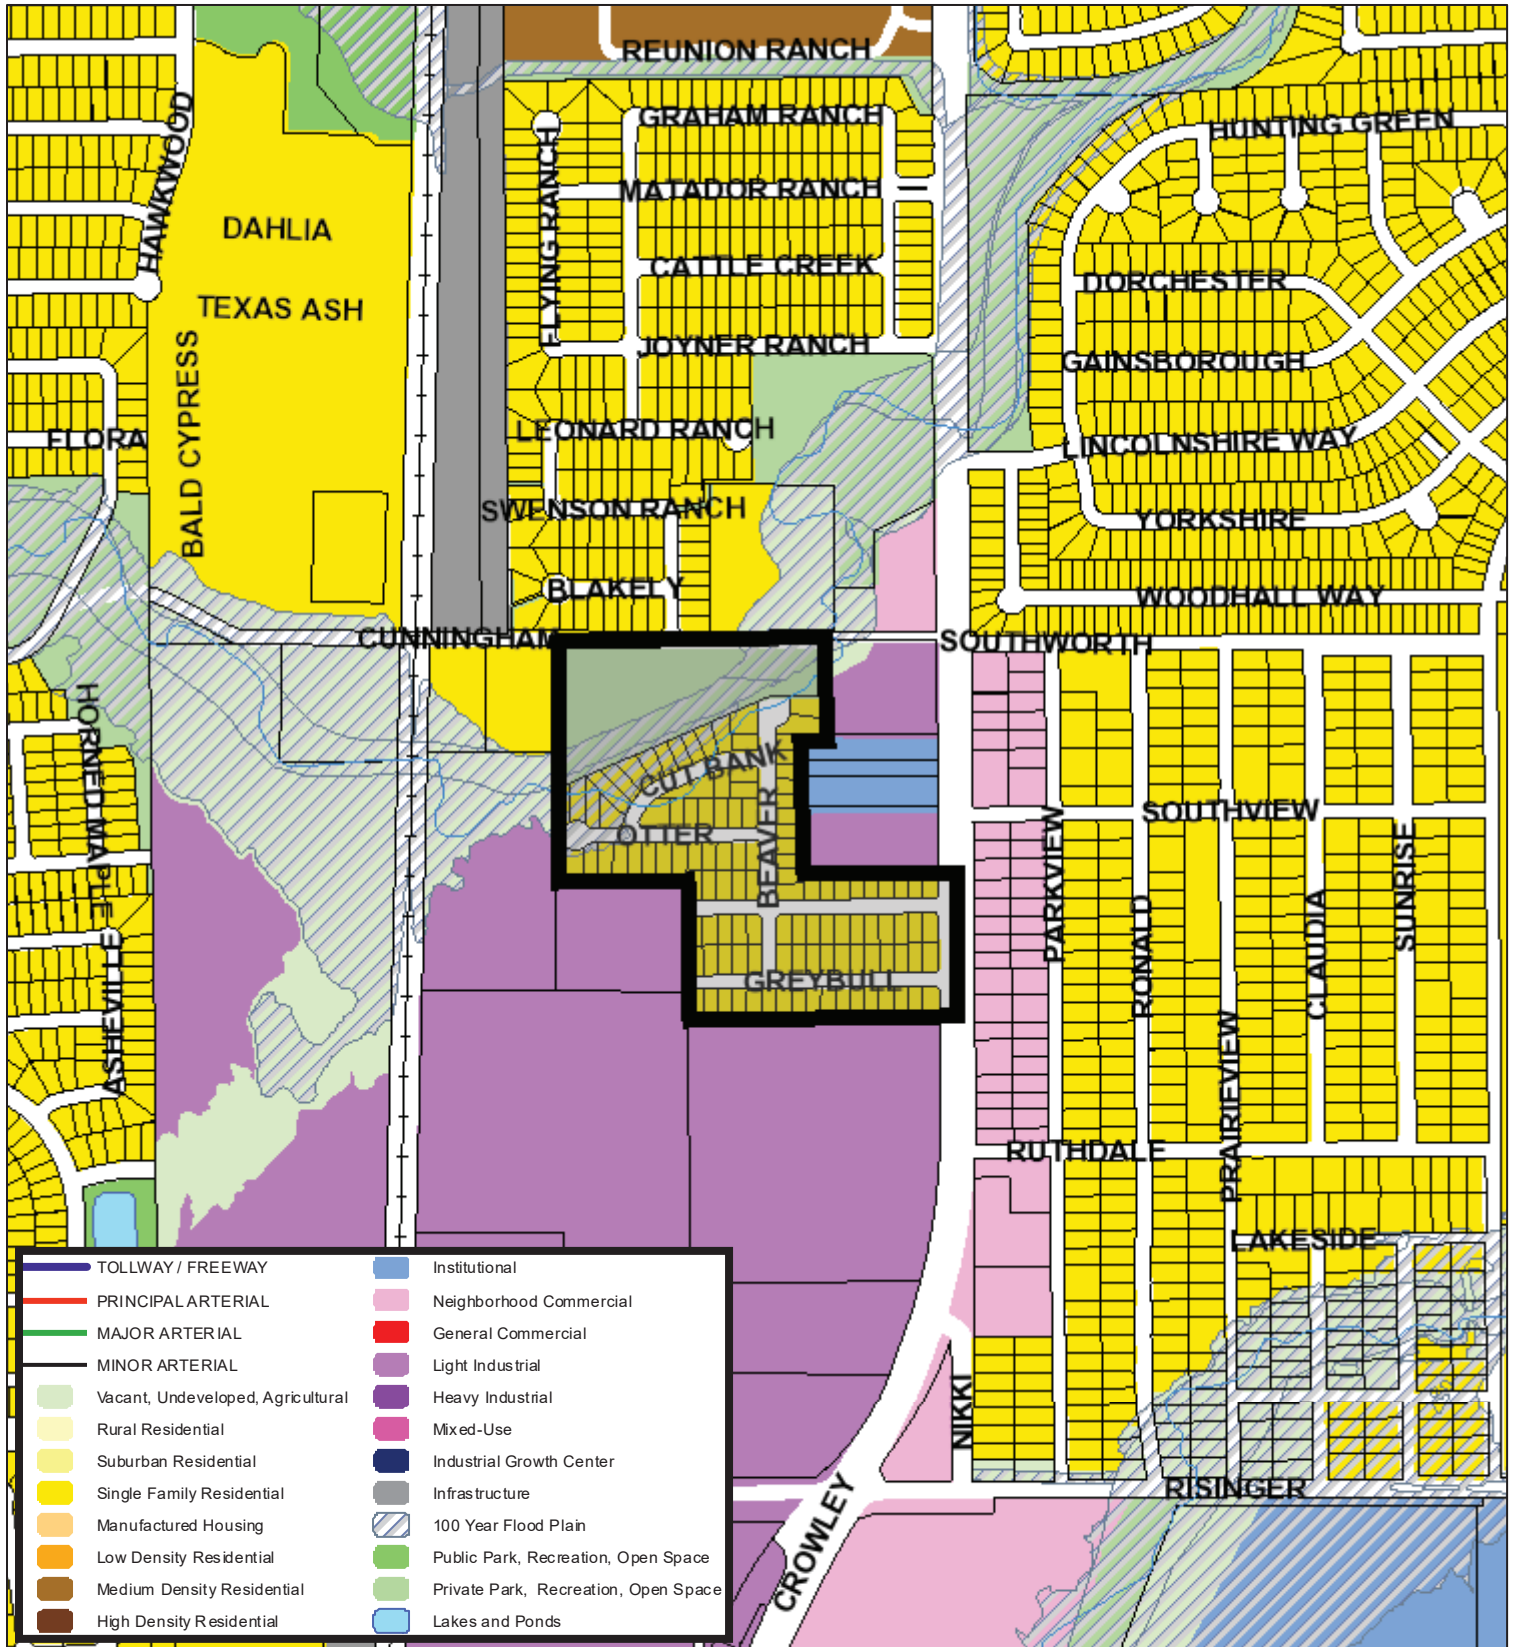 REUNION RANCH
GRAHAM RANCH
HUNTING GREEN
HAWKWOOD
FLYING RANCH
MATADOR RANCH
DAHLIA
CATTLE CREEK
DORCHESTER
TEXAS ASH
JOYNER RANCH
GAINSBOROUGH
BALD CYPRESS
LEONARD RANCH
FLORA
LINCOLNSHIRE WAY
SWENSON RANCH
YORKSHIRE
BLAKELY
WOODHALL WAY
CUNNINGHAM
SOUTHWORTH
HORNED MAPLE
CUT BANK
OTTER
BEAVER
SOUTHVIEW
PARKVIEW
RONALD
CLAUDIA
SUNRISE
GREYBULL
ASHEVILLE
PRAIRIEVIEW
RUTHDALE
LAKESIDE
NIKKI
RISINGER
CROWLEY
TOLLWAY / FREEWAY
PRINCIPAL ARTERIAL
MAJOR ARTERIAL
MINOR ARTERIAL
Vacant, Undeveloped, Agricultural
Rural Residential
Suburban Residential
Single Family Residential
Manufactured Housing
Low Density Residential
Medium Density Residential
High Density Residential
Institutional
Neighborhood Commercial
General Commercial
Light Industrial
Heavy Industrial
Mixed-Use
Industrial Growth Center
Infrastructure
100 Year Flood Plain
Public Park, Recreation, Open Space
Private Park, Recreation, Open Space
Lakes and Ponds